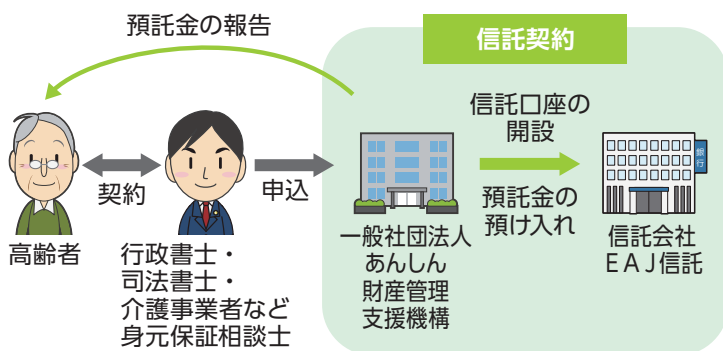 預託金の報告
信託契約
信託口座の
開設
銀行
契約
申込
預託金の
預け入れ
高齢者
行政書士・
司法書士・
介護事業者など
身元保証相談士
一般社団法人
あんしん
財産管理
支援機構
信託会社
ＥＡＪ信託